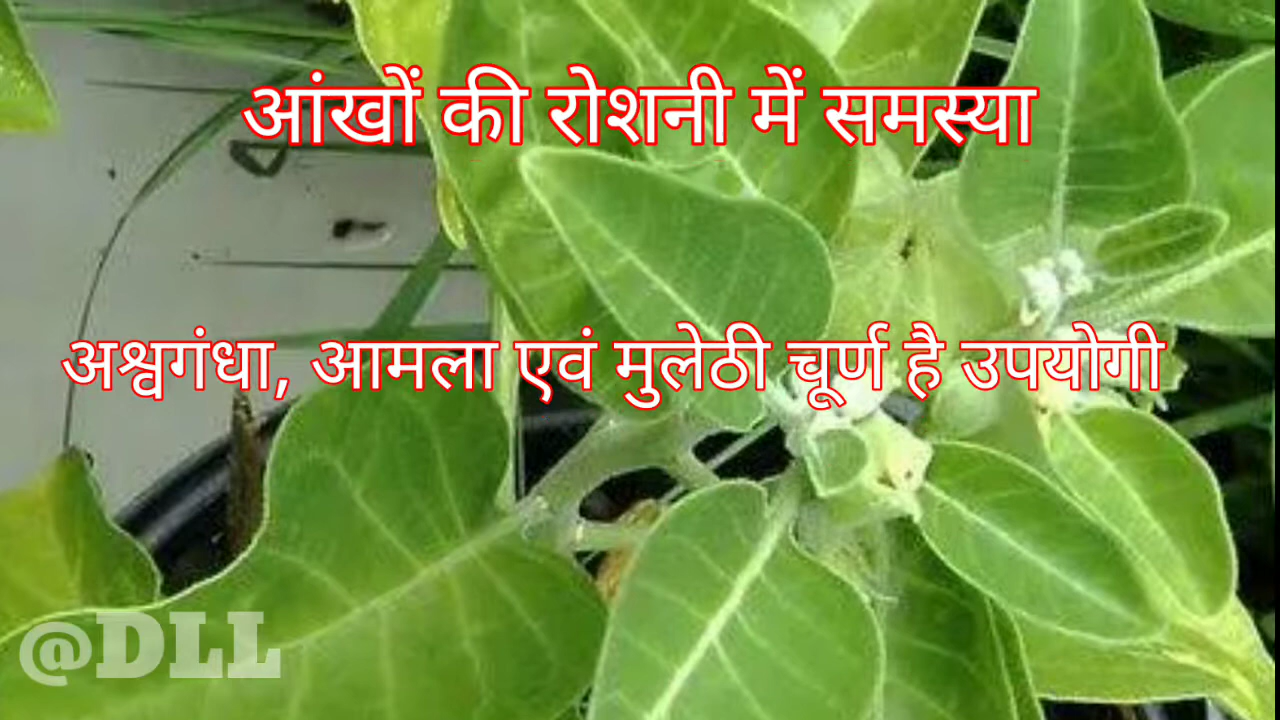 आंखों की रोशनी में समस्या
अश्वगंधा, आमला एवं मुलेठी चूर्ण है उपयोगी
@DLL